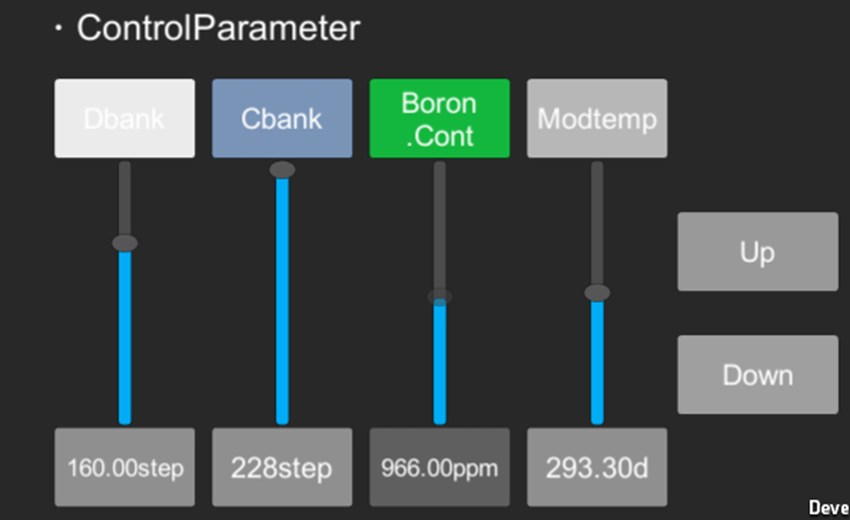 · ControlParameter
Dbank
Cbank
Boron
.Cont
Modtemp
Up
Down
160.00step
228step
966.00ppm
293.30d
Deve